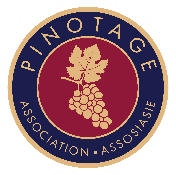 PINOTAGE
ASSOCIATION • ASSOSIASIE